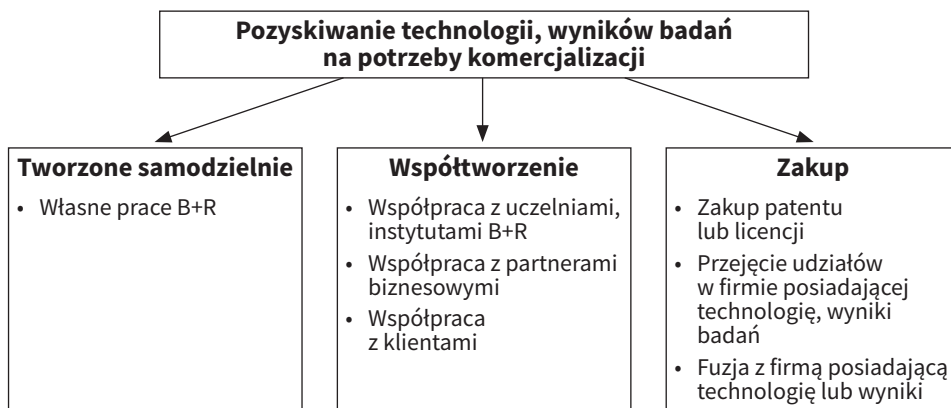 Pozyskiwanie technologii, wyników badań
na potrzeby komercjalizacji
Tworzone samodzielnie
• Własne prace B+R
Współtworzenie
• Współpraca z uczelniami,
instytutami B+R
• Współpraca z partnerami
biznesowymi
• Współpraca
z klientami
Zakup
• Zakup patentu
lub licencji
• Przejęcie udziałów
w firmie posiadającej
technologię, wyniki
badań
• Fuzja z firmą posiadającą
technologię lub wyniki